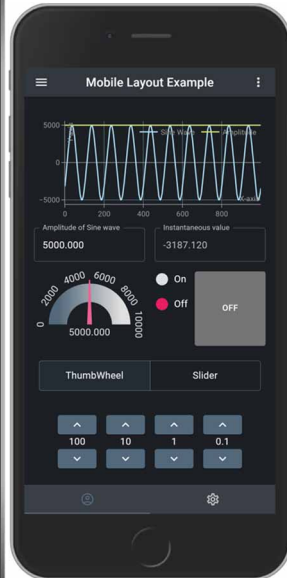 Mobile Layout Example
5000
Sine Wave
Amplitude
0
−5000
X-axis
0 200 400 600 800
Amplitude of Sine wave
5000.000
Instantaneous value
-3187.120
0 2000 4000 6000 8000 10000
5000.000
On
Off
OFF
ThumbWheel
Slider
100 10 1 0.1